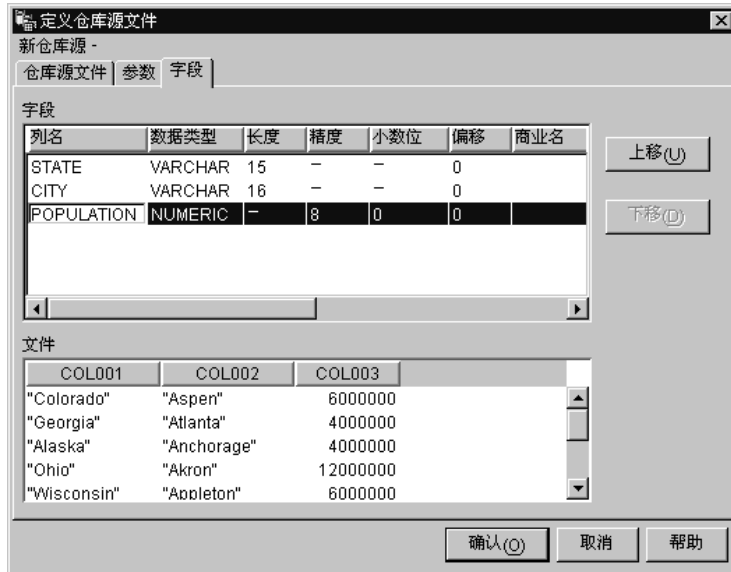 定义仓库源文件
新仓库源 -
仓库源文件 参数 字段
字段
列名 数据类型 长度 精度 小数位 偏移 商业名
STATE VARCHAR 15 – – 0
CITY VARCHAR 16 – – 0
POPULATION NUMERIC – 8 0 0
上移(U)
下移(D)
文件
COL001 COL002 COL003
"Colorado" "Aspen" 6000000
"Georgia" "Atlanta" 4000000
"Alaska" "Anchorage" 4000000
"Ohio" "Akron" 12000000
"Wisconsin" "Appleton" 6000000
确认(O) 取消 帮助